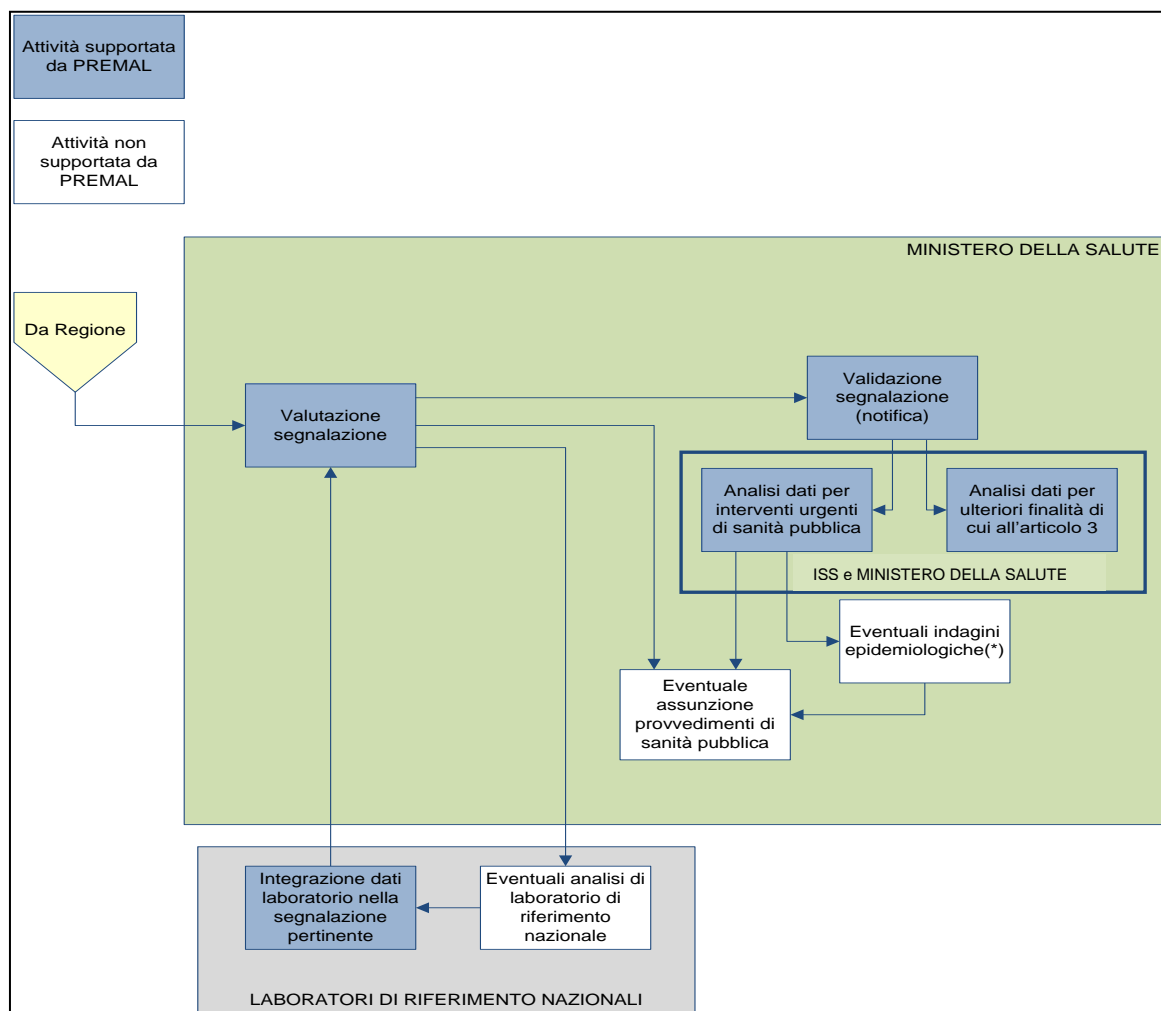 Attività supportata
da PREMAL
Attività non
supportata da
PREMAL
MINISTERO DELLA SALUTE
Da Regione
Valutazione
segnalazione
Validazione
segnalazione
(notifica)
Analisi dati per
interventi urgenti
di sanità pubblica
Analisi dati per
ulteriori finalità di
cui all’articolo 3
ISS e MINISTERO DELLA SALUTE
Eventuali indagini
epidemiologiche(*)
Eventuale
assunzione
provvedimenti di
sanità pubblica
Integrazione dati
laboratorio nella
segnalazione
pertinente
Eventuali analisi di
laboratorio di
riferimento
nazionale
LABORATORI DI RIFERIMENTO NAZIONALI